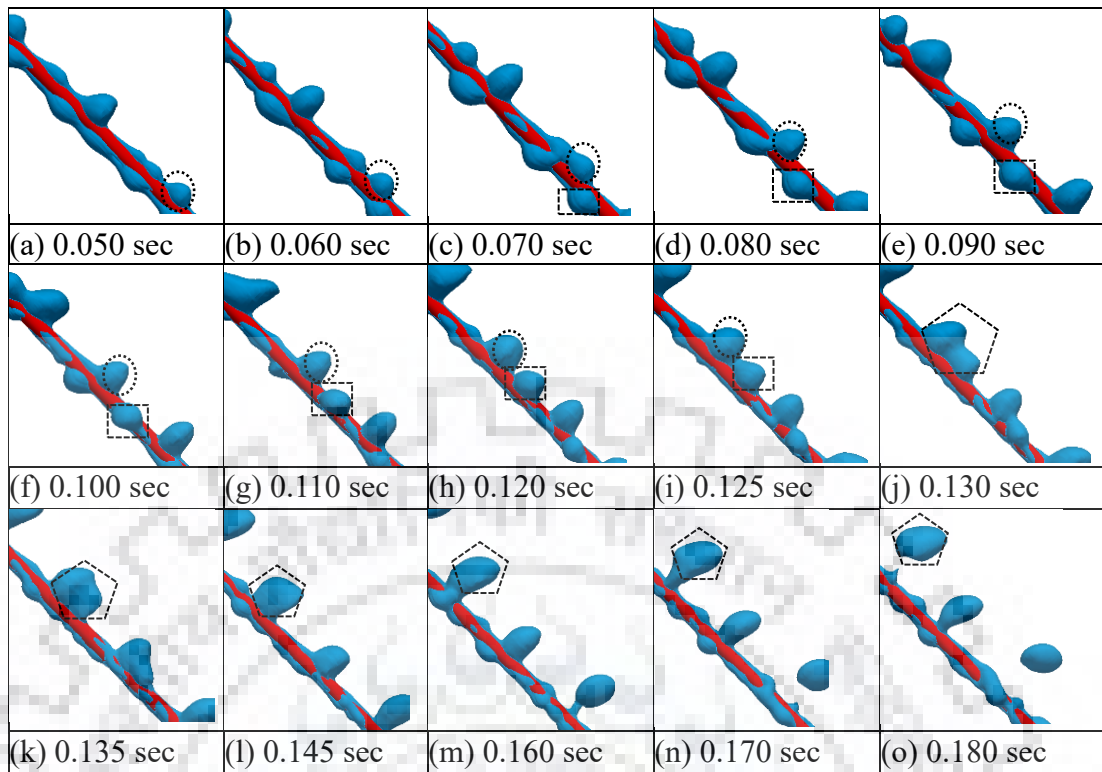 (a) 0.050 sec
(b) 0.060 sec
(c) 0.070 sec
(d) 0.080 sec
(e) 0.090 sec
(f) 0.100 sec
(g) 0.110 sec
(h) 0.120 sec
(i) 0.125 sec
(j) 0.130 sec
(k) 0.135 sec
(l) 0.145 sec
(m) 0.160 sec
(n) 0.170 sec
(o) 0.180 sec